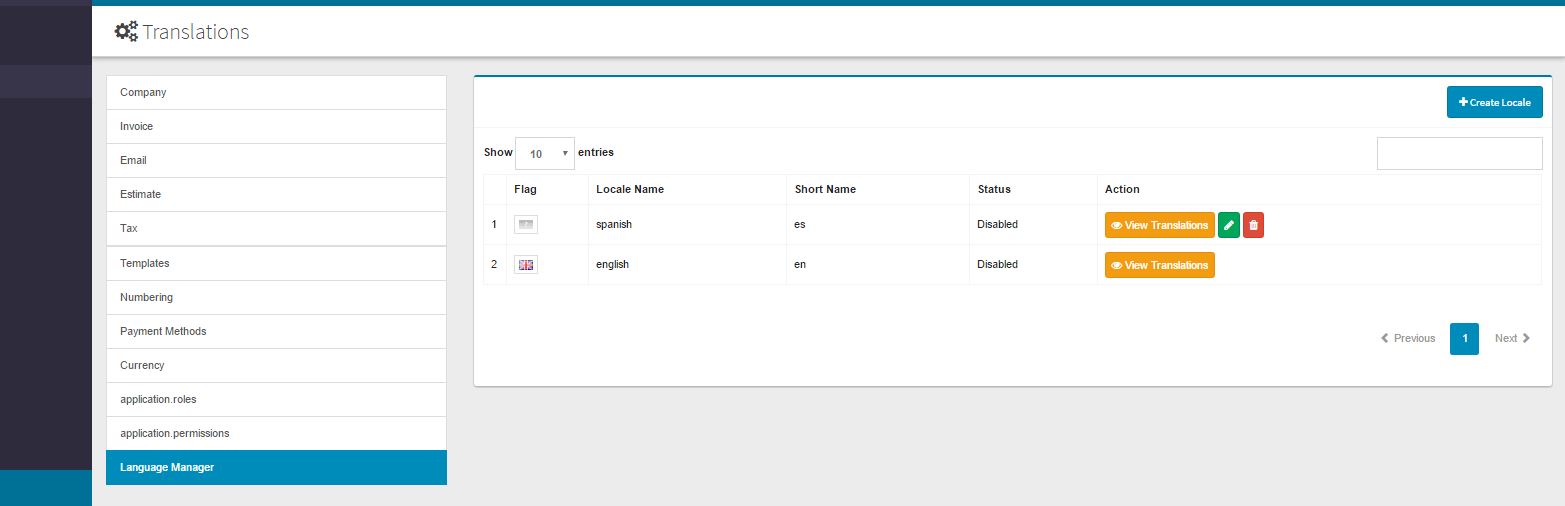 Translations
Company
Invoice
Email
Estimate
Tax
Templates
Numbering
Payment Methods
Currency
application.roles
application.permissions
Language Manager
Create Locale
Show 10 entries
Flag Locale Name Short Name Status Action
1 spanish es Disabled View Translations
2 english en Disabled View Translations
Previous 1 Next